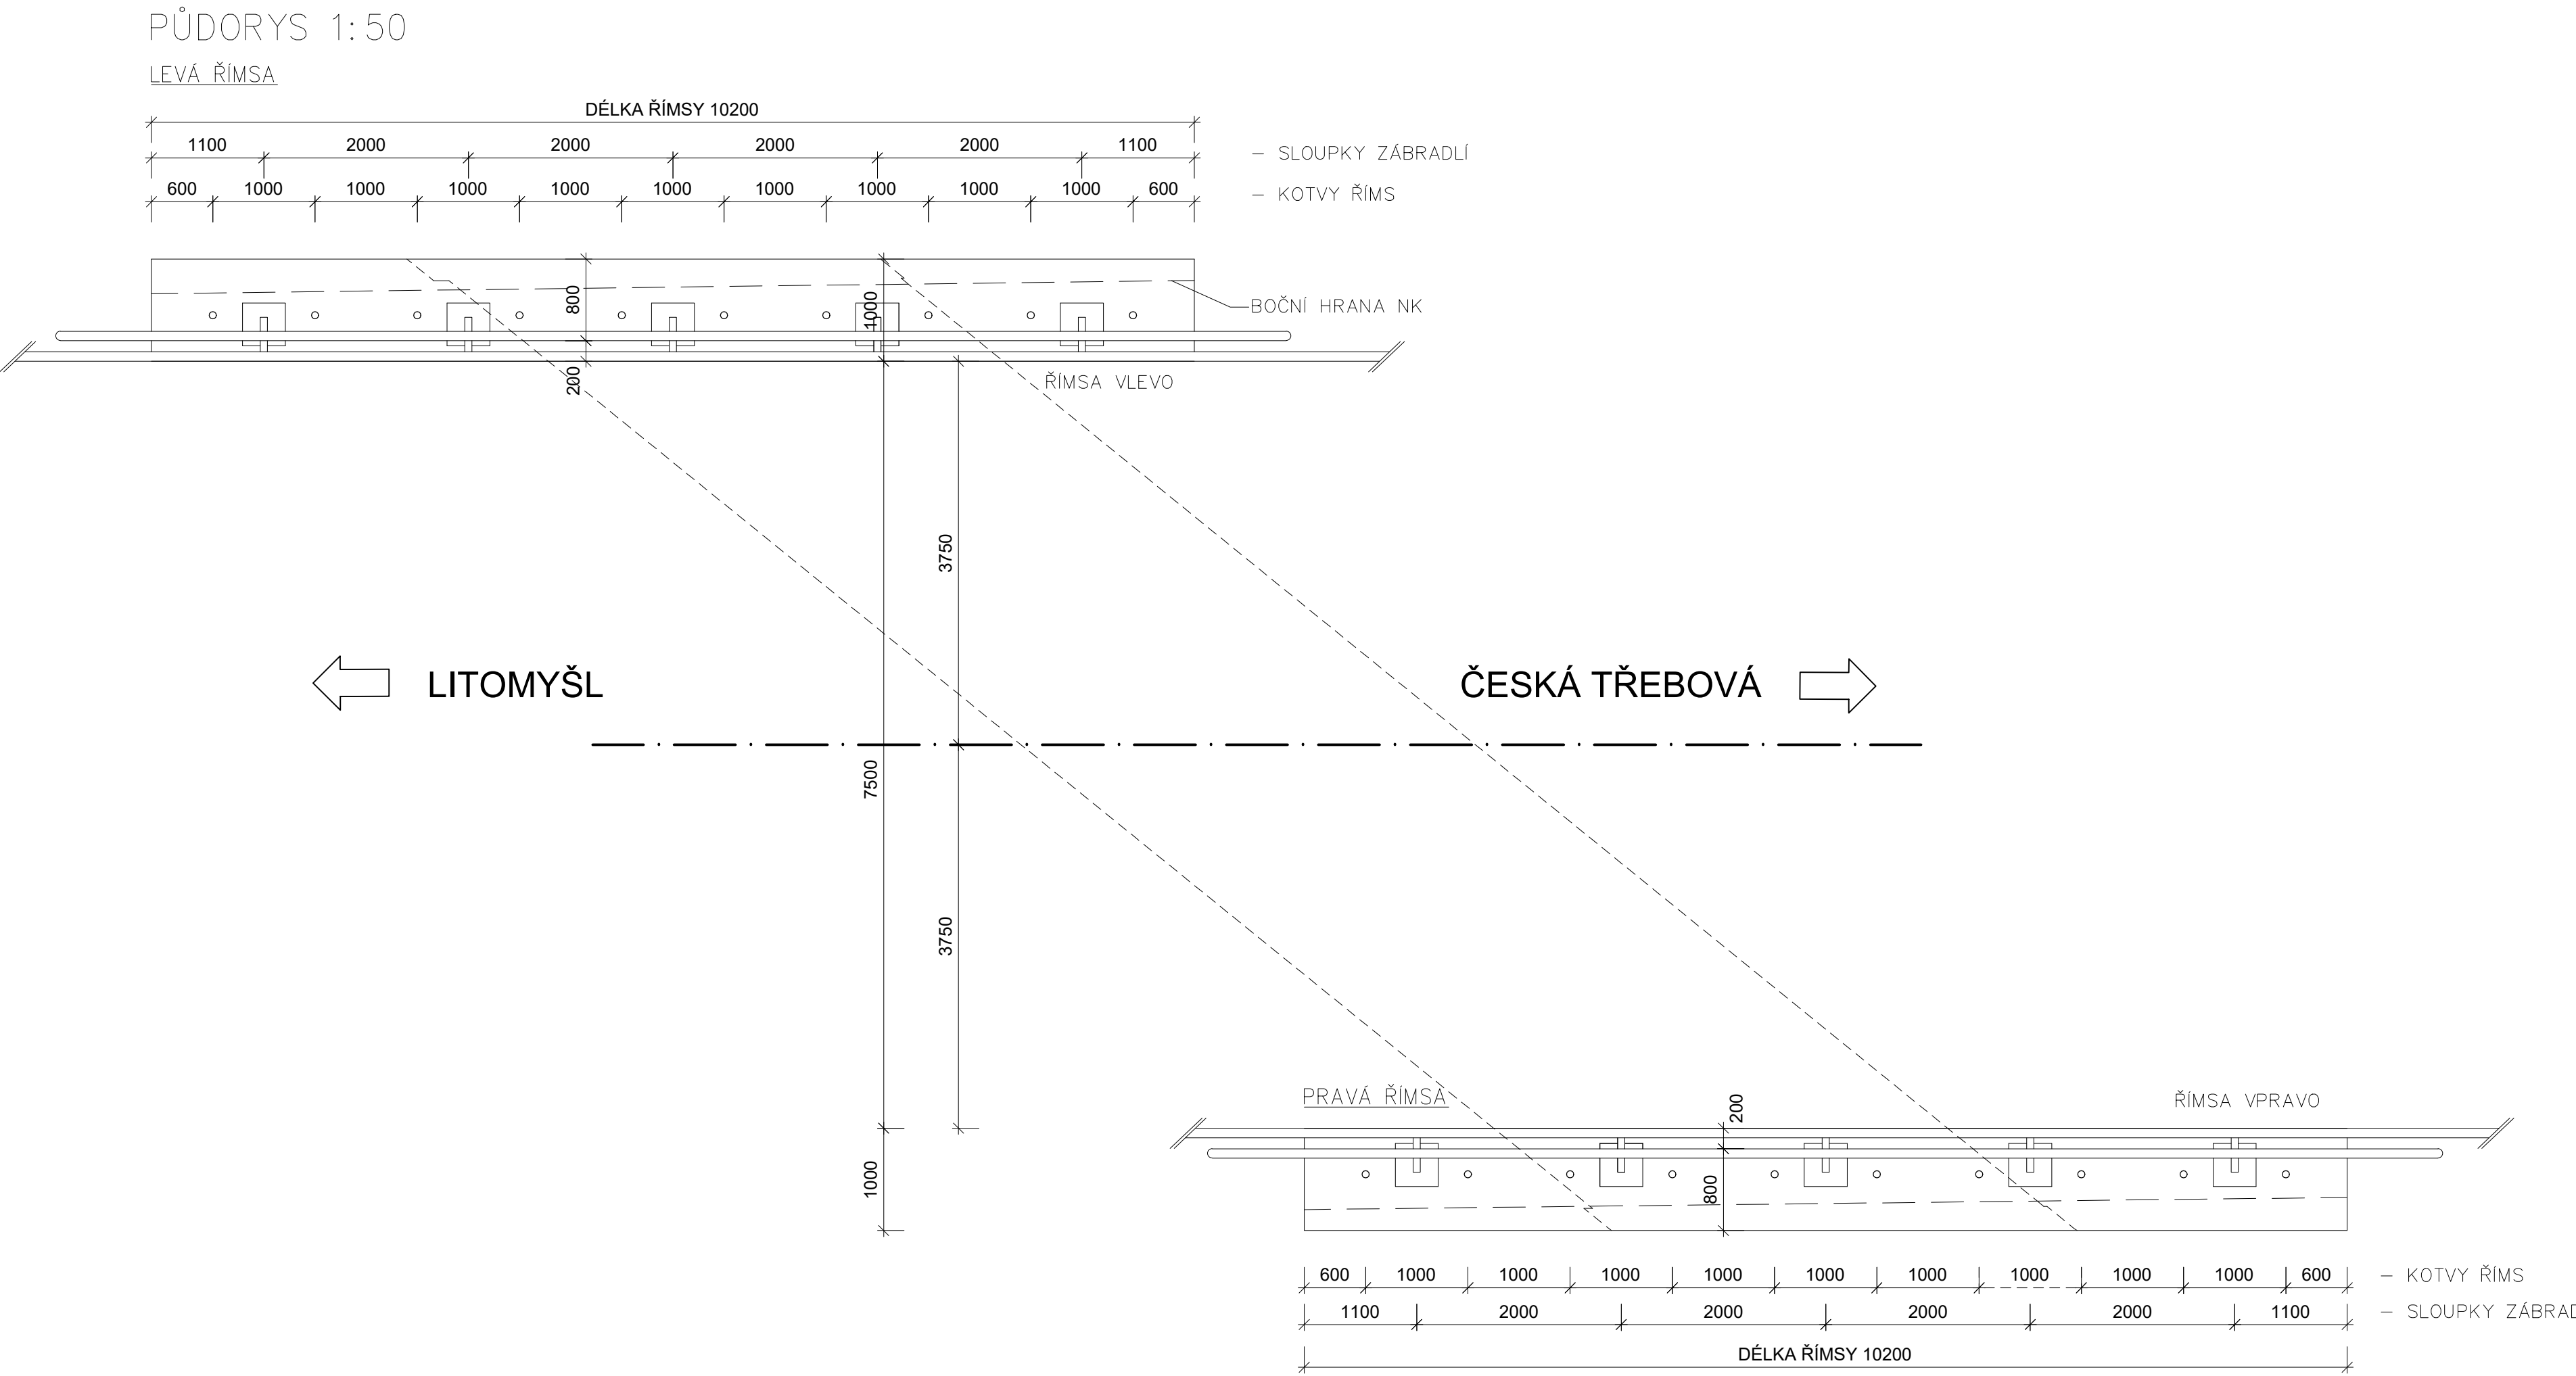 PŮDORYS 1:50
LEVÁ ŘÍMSA
DÉLKA ŘÍMSY 10200
1100 2000 2000 2000 2000 1100
– SLOUPKY ZÁBRADLÍ
600 1000 1000 1000 1000 1000 1000 1000 1000 1000 600
– KOTVY ŘÍMS
800
1000
BOČNÍ HRANA NK
200
ŘÍMSA VLEVO
3750
LITOMYŠL
ČESKÁ TŘEBOVÁ
7500
3750
PRAVÁ ŘÍMSA
200
ŘÍMSA VPRAVO
1000
800
600 1000 1000 1000 1000 1000 1000 1000 1000 1000 600
– KOTVY ŘÍMS
1100 2000 2000 2000 2000 1100
– SLOUPKY ZÁBRAD
DÉLKA ŘÍMSY 10200